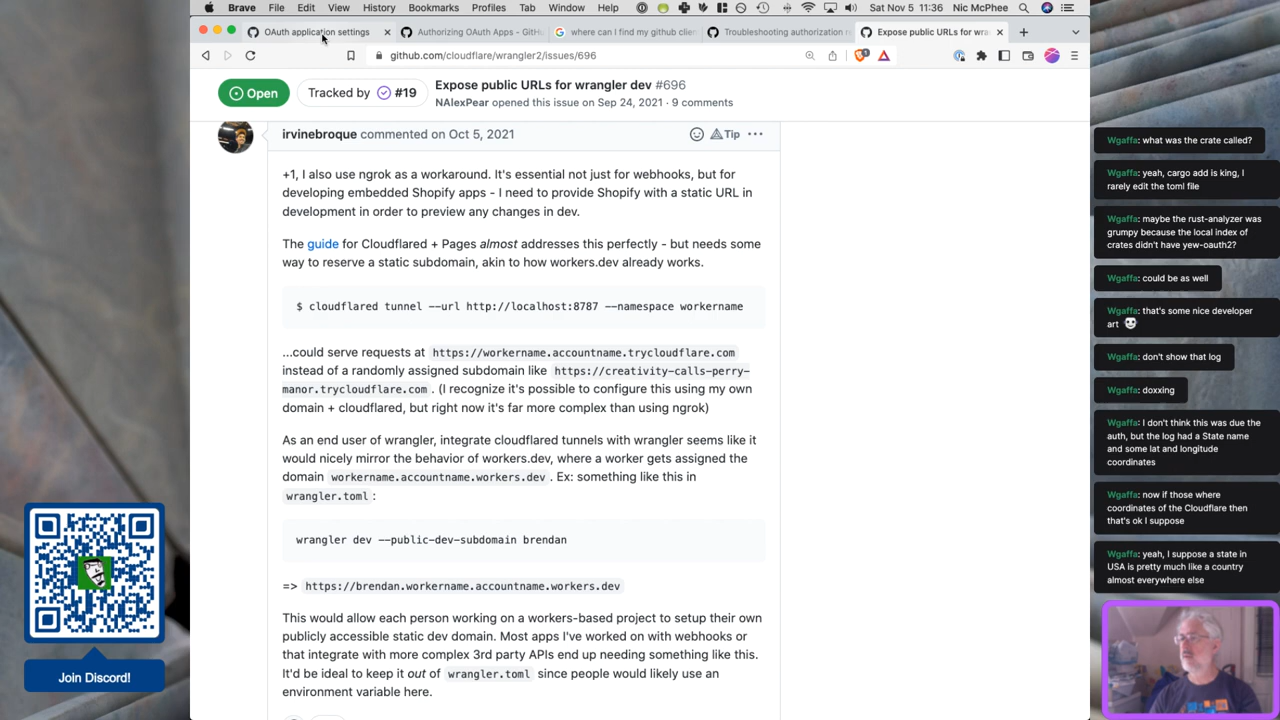 Brave File Edit View History Bookmarks Profiles Tab Window Help Sat Nov 5 11:36 Nic McPhee
OAuth application settings
Authorizing OAuth Apps - GitH
where can I find my github clien
Troubleshooting authorization r
Expose public URLs for wra
github.com/cloudflare/wrangler2/issues/696
Open
Tracked by #19
Expose public URLs for wrangler dev #696
NAlexPear opened this issue on Sep 24, 2021 · 9 comments
irvinebroque commented on Oct 5, 2021
Tip
+1, I also use ngrok as a workaround. It's essential not just for webhooks, but for
developing embedded Shopify apps - I need to provide Shopify with a static URL in
development in order to preview any changes in dev.
The guide for Cloudflared + Pages almost addresses this perfectly - but needs some
way to reserve a static subdomain, akin to how workers.dev already works.
$ cloudflared tunnel --url http://localhost:8787 --namespace workername
...could serve requests at https://workername.accountname.trycloudflare.com
instead of a randomly assigned subdomain like https://creativity-calls-perry-
manor.trycloudflare.com . (I recognize it's possible to configure this using my own
domain + cloudflared, but right now it's far more complex than using ngrok)
As an end user of wrangler, integrate cloudflared tunnels with wrangler seems like it
would nicely mirror the behavior of workers.dev, where a worker gets assigned the
domain workername.accountname.workers.dev . Ex: something like this in
wrangler.toml :
wrangler dev --public-dev-subdomain brendan
=> https://brendan.workername.accountname.workers.dev
This would allow each person working on a workers-based project to setup their own
publicly accessible static dev domain. Most apps I've worked on with webhooks or
that integrate with more complex 3rd party APIs end up needing something like this.
It'd be ideal to keep it out of wrangler.toml since people would likely use an
environment variable here.
Join Discord!
Wgaffa: what was the crate called?
Wgaffa: yeah, cargo add is king, I
rarely edit the toml file
Wgaffa: maybe the rust-analyzer was
grumpy because the local index of
crates didn't have yew-oauth2?
Wgaffa: could be as well
Wgaffa: that's some nice developer
art
Wgaffa: don't show that log
Wgaffa: doxxing
Wgaffa: I don't think this was due the
auth, but the log had a State name
and some lat and longitude
coordinates
Wgaffa: now if those where
coordinates of the Cloudflare then
that's ok I suppose
Wgaffa: yeah, I suppose a state in
USA is pretty much like a country
almost everywhere else